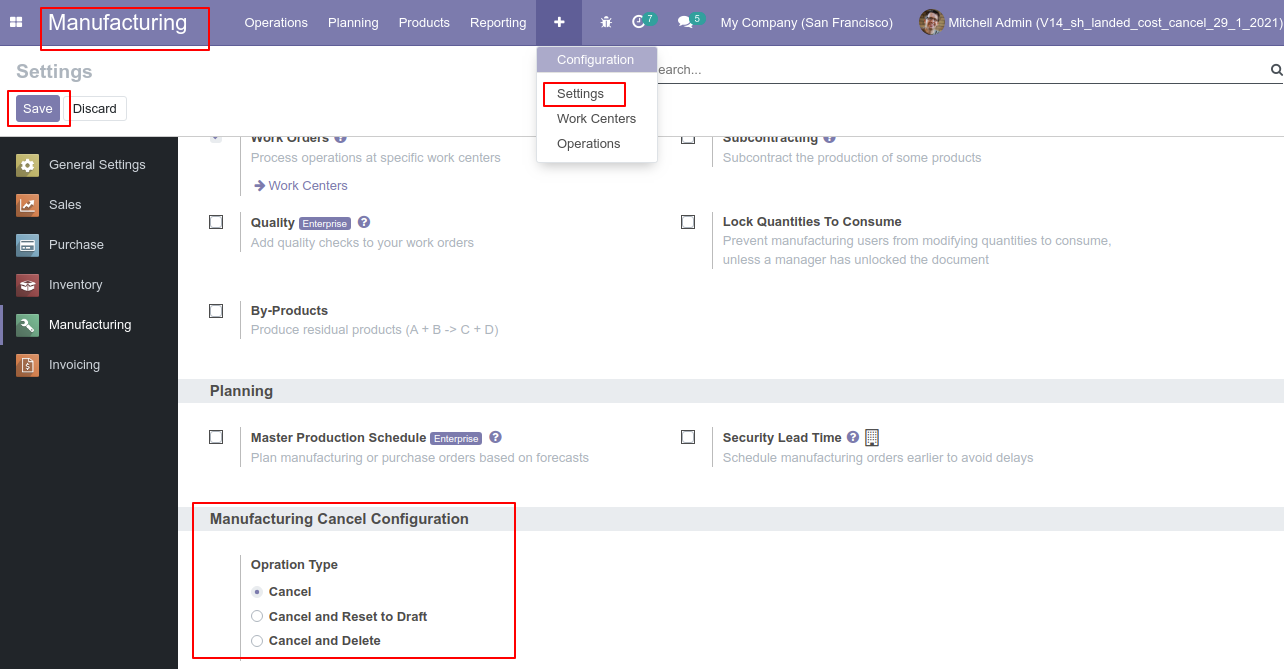 Manufacturing
Operations
Planning
Products
Reporting
7
5
My Company (San Francisco)
Mitchell Admin (V14_sh_landed_cost_cancel_29_1_2021)
Configuration
Settings
Work Centers
Operations
Settings
earch...
Save
Discard
General Settings
Sales
Purchase
Inventory
Manufacturing
Invoicing
Work Orders ?
Process operations at specific work centers
Work Centers
Subcontracting ?
Subcontract the production of some products
Quality Enterprise ?
Add quality checks to your work orders
Lock Quantities To Consume
Prevent manufacturing users from modifying quantities to consume,
unless a manager has unlocked the document
By-Products
Produce residual products (A + B -> C + D)
Planning
Master Production Schedule Enterprise ?
Plan manufacturing or purchase orders based on forecasts
Security Lead Time ?
Schedule manufacturing orders earlier to avoid delays
Manufacturing Cancel Configuration
Opration Type
Cancel
Cancel and Reset to Draft
Cancel and Delete